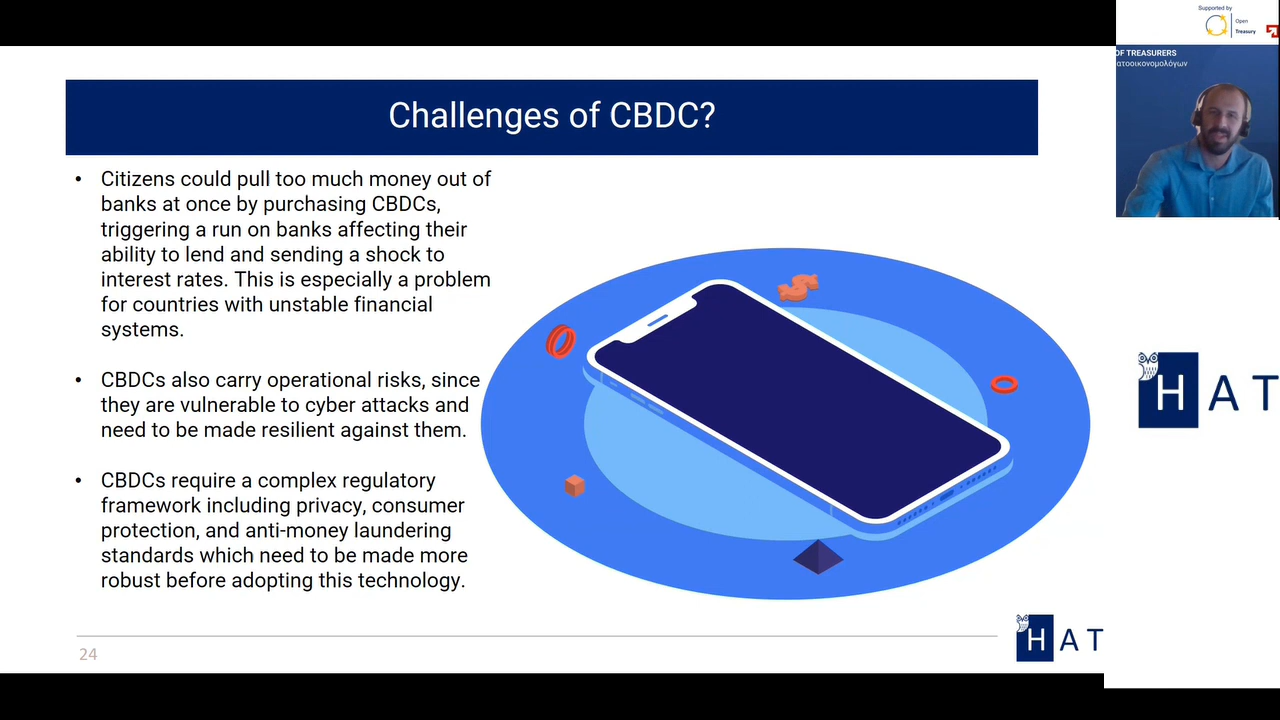 Supported by
Open
Treasury
OF TREASURERS
ατοοικονομολόγων
Challenges of CBDC?
• Citizens could pull too much money out of
banks at once by purchasing CBDCs,
triggering a run on banks affecting their
ability to lend and sending a shock to
interest rates. This is especially a problem
for countries with unstable financial
systems.
• CBDCs also carry operational risks, since
they are vulnerable to cyber attacks and
need to be made resilient against them.
• CBDCs require a complex regulatory
framework including privacy, consumer
protection, and anti-money laundering
standards which need to be made more
robust before adopting this technology.
HAT
24
HAT